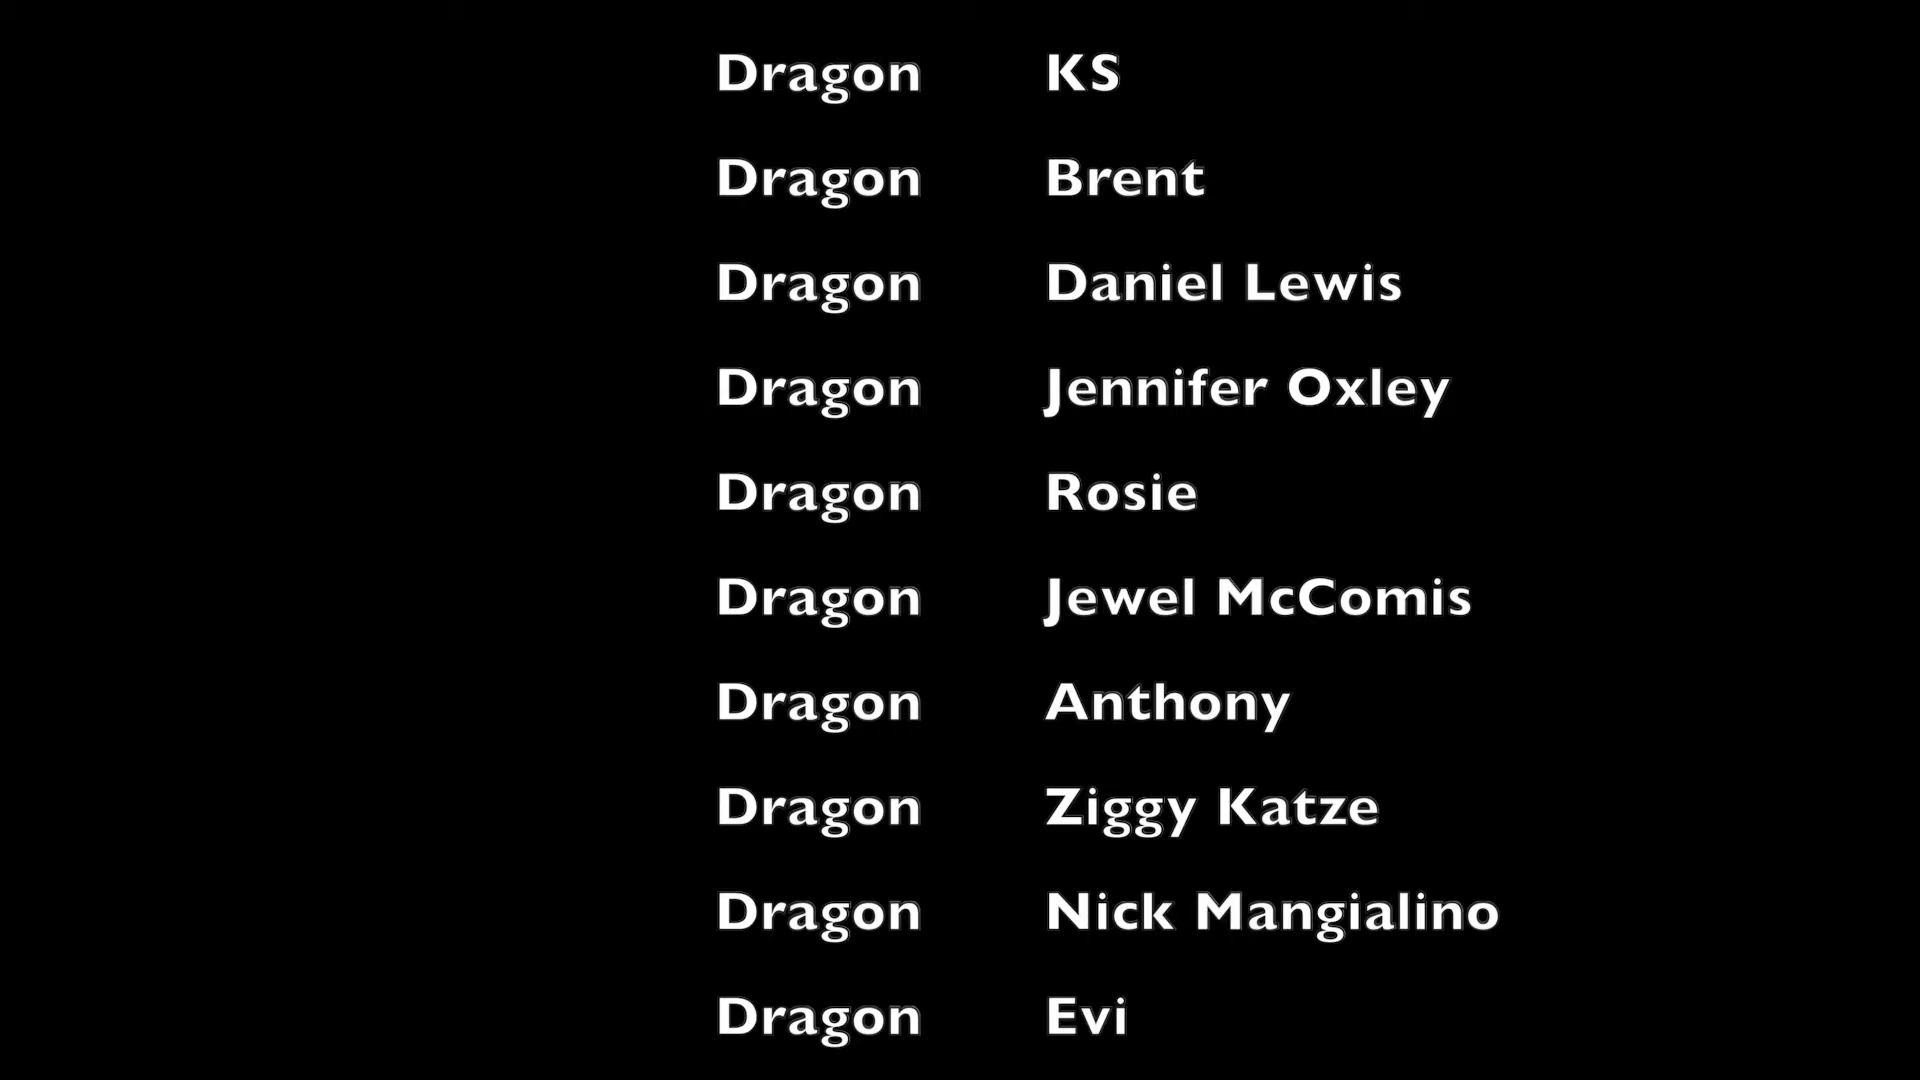 Dragon KS
Dragon Brent
Dragon Daniel Lewis
Dragon Jennifer Oxley
Dragon Rosie
Dragon Jewel McComis
Dragon Anthony
Dragon Ziggy Katze
Dragon Nick Mangialino
Dragon Evi